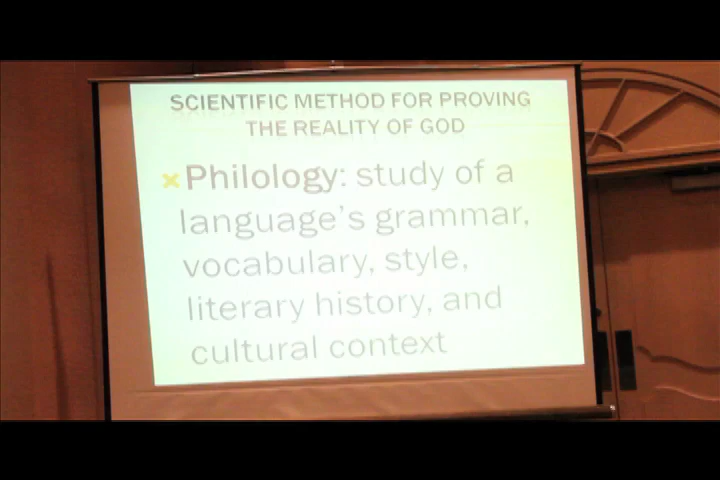 SCIENTIFIC METHOD FOR PROVING
THE REALITY OF GOD
Philology: study of a
language's grammar,
vocabulary, style,
literary history, and
cultural context